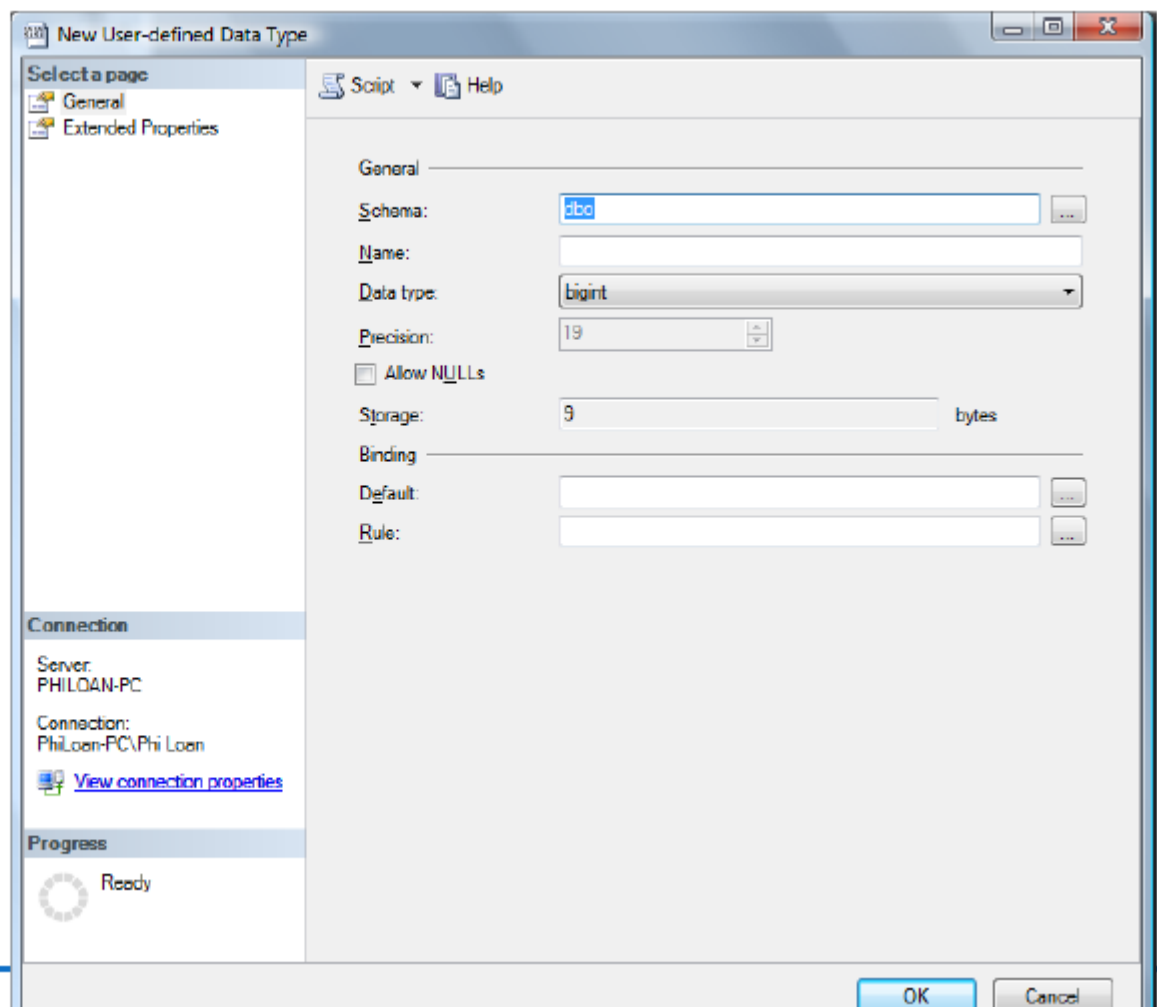 New User-defined Data Type
Select a page
General
Extended Properties
Script Help
General
Schema: dbo ...
Name:
Data type: bigint
Precision: 19
Allow NULLs
Storage: 9 bytes
Binding
Default: ...
Rule: ...
Connection
Server:
PHILOAN-PC
Connection:
PhiLoan-PC\Phi Loan
View connection properties
Progress
Ready
OK Cancel